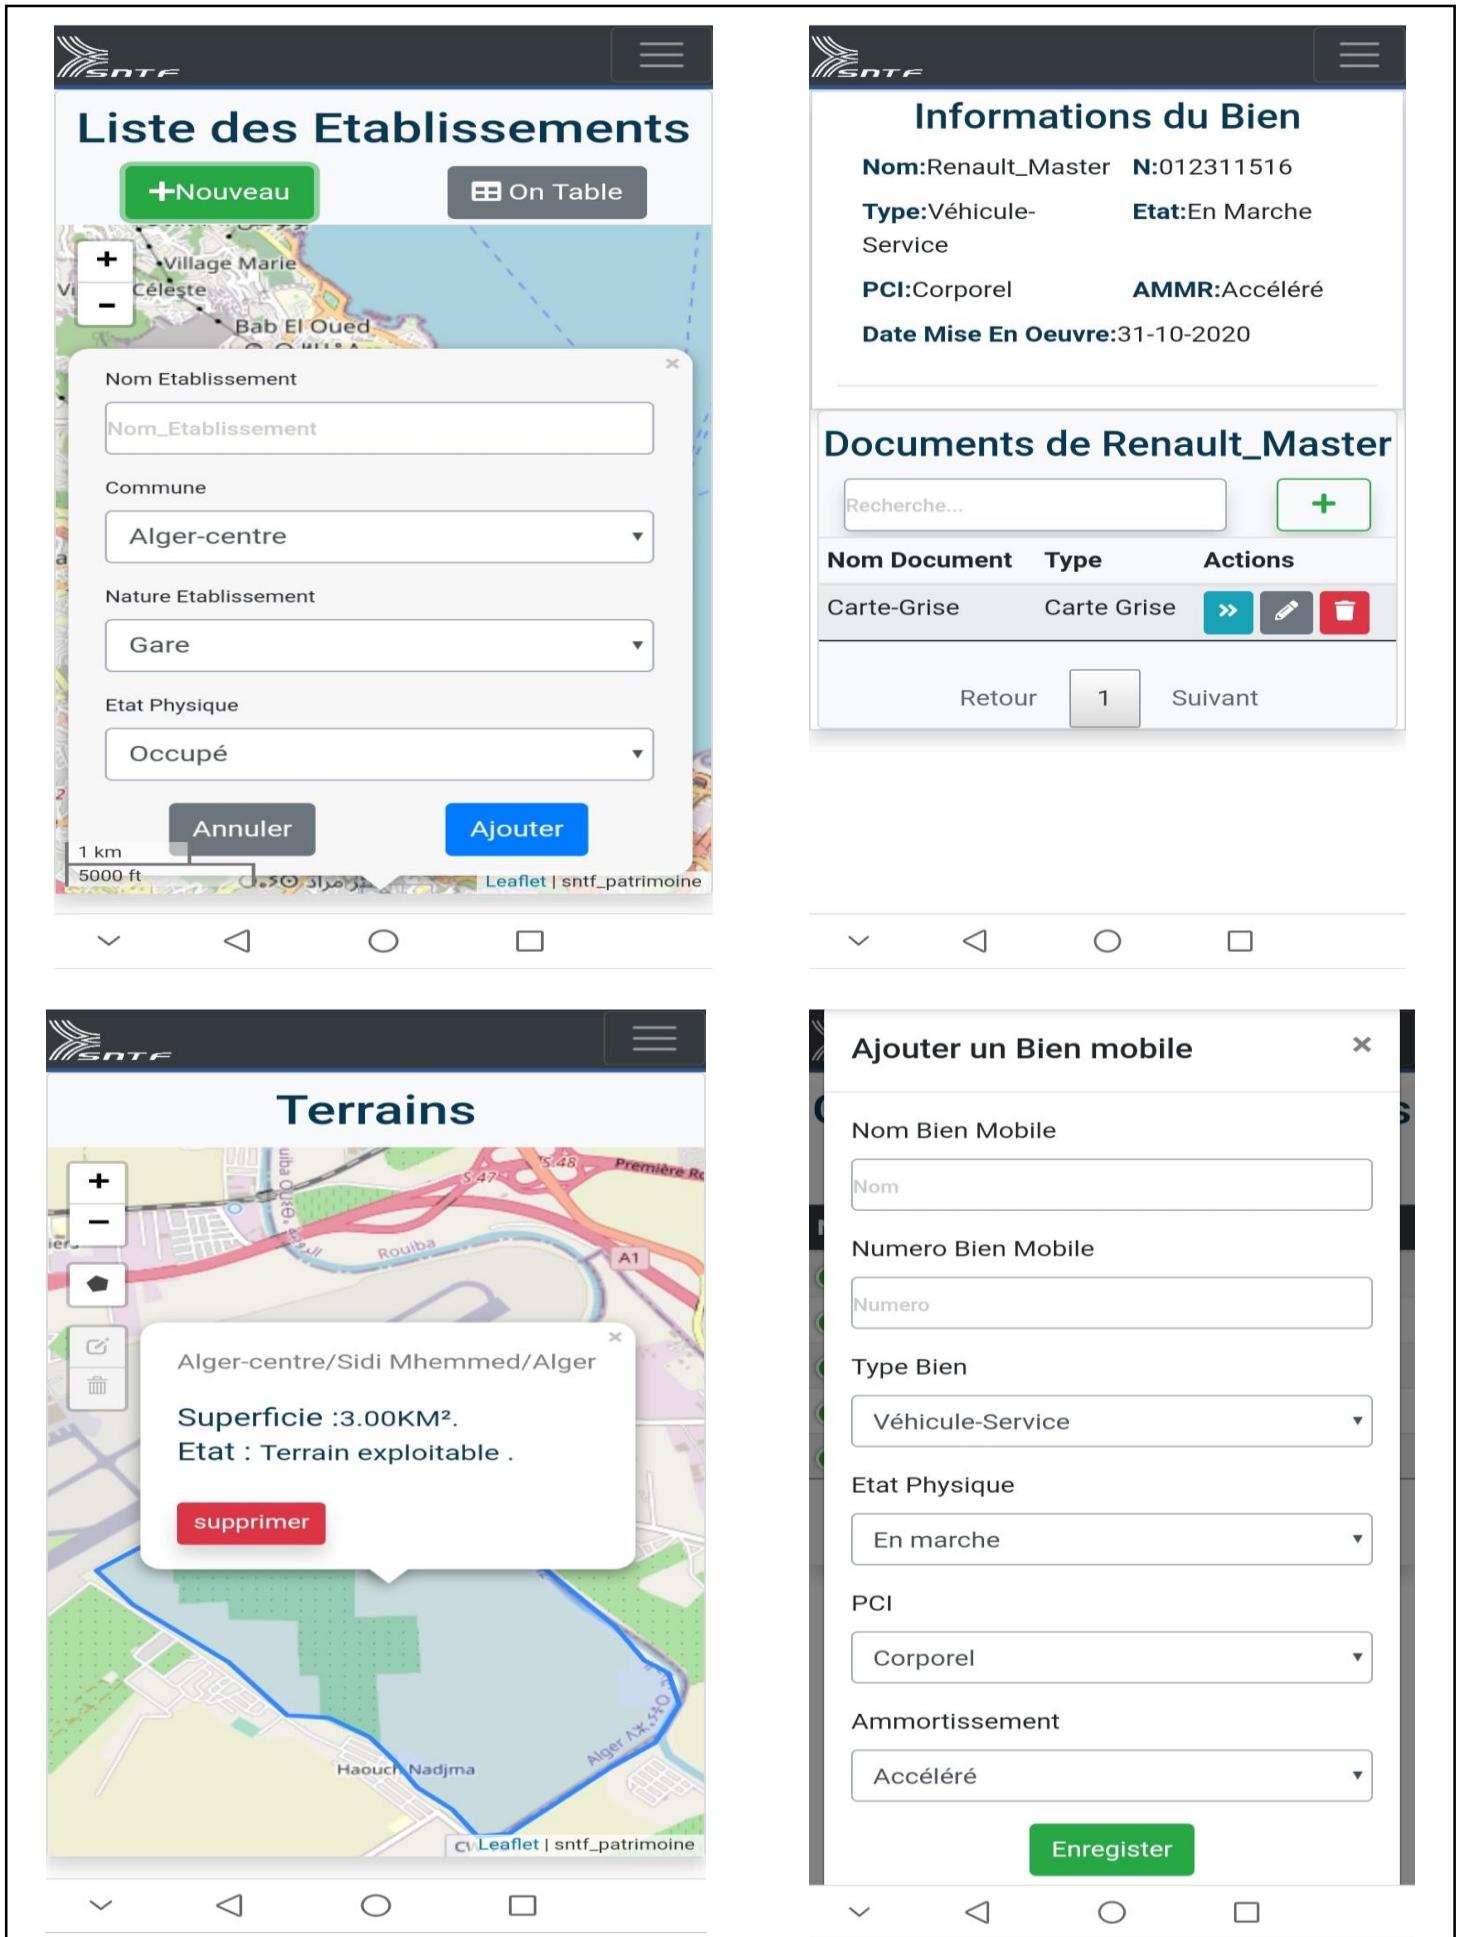 SNTF
Liste des Etablissements
+Nouveau
On Table
+
Village Marie
Céleste
−
Bab El Oued
×
Nom Etablissement
Nom_Etablissement
Commune
Alger-centre
Nature Etablissement
Gare
Etat Physique
Occupé
Annuler
Ajouter
1 km
5000 ft
Leaflet | sntf_patrimoine
SNTF
Informations du Bien
Nom:Renault_Master N:012311516
Type:Véhicule- Etat:En Marche
Service
PCI:Corporel AMMR:Accéléré
Date Mise En Oeuvre:31-10-2020
Documents de Renault_Master
Recherche...
+
Nom Document Type Actions
Carte-Grise Carte Grise
Retour 1 Suivant
SNTF
Terrains
+
−
S.48
Première
S.47
Rouiba
A1
×
Alger-centre/Sidi Mhemmed/Alger
Superficie :3.00KM².
Etat : Terrain exploitable .
supprimer
Alger
Haouch Nadjma
Leaflet | sntf_patrimoine
Ajouter un Bien mobile ×
Nom Bien Mobile
Nom
Numero Bien Mobile
Numero
Type Bien
Véhicule-Service
Etat Physique
En marche
PCI
Corporel
Ammortissement
Accéléré
Enregister